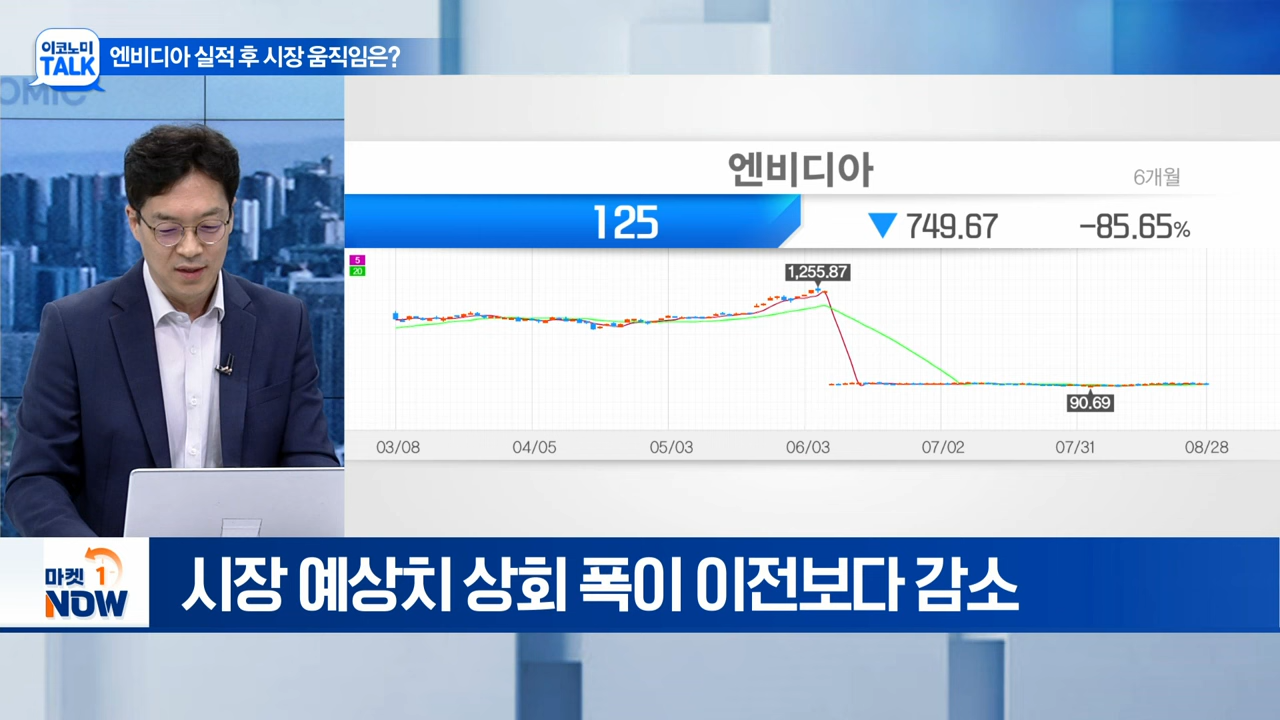 이코노미
TALK
엔비디아 실적 후 시장 움직임은?
OMIC
엔비디아
6개월
125
▼ 749.67
-85.65%
5
20
1,255.87
90.69
03/08
04/05
05/03
06/03
07/02
07/31
08/28
마켓 1
NOW
시장 예상치 상회 폭이 이전보다 감소